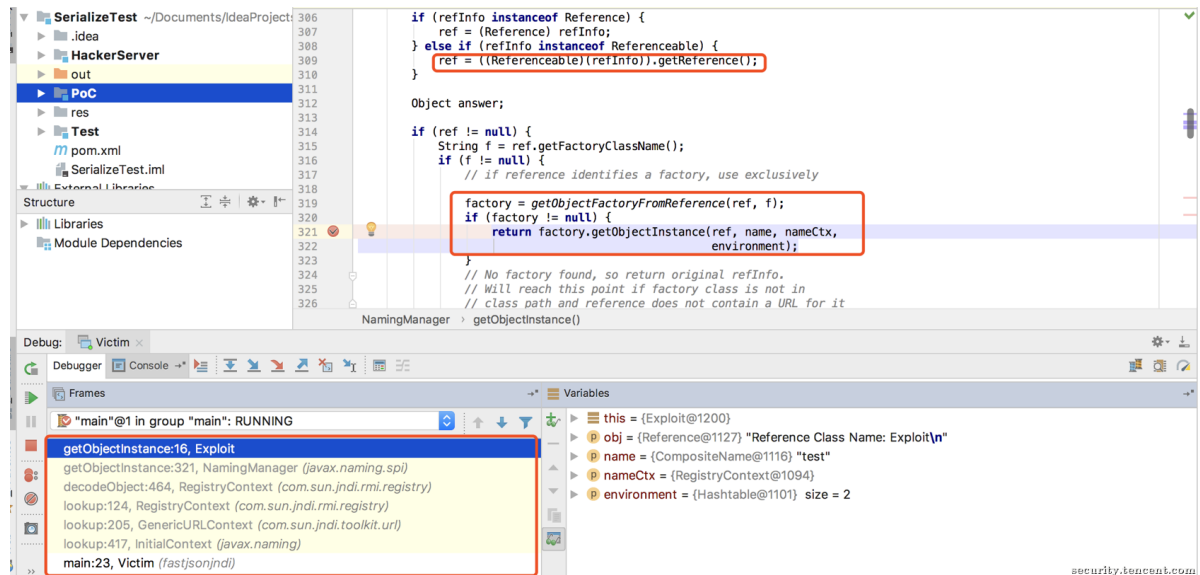 SerializeTest ~/Documents/IdeaProject
.idea
HackerServer
out
PoC
res
Test
pom.xml
SerializeTest.iml
External Libraries
Structure
Libraries
Module Dependencies
306 if (refInfo instanceof Reference) {
307 ref = (Reference) refInfo;
308 } else if (refInfo instanceof Referenceable) {
309 ref = ((Referenceable)(refInfo)).getReference();
310 }
311
312 Object answer;
313
314 if (ref != null) {
315 String f = ref.getFactoryClassName();
316 if (f != null) {
317 // if reference identifies a factory, use exclusively
318
319 factory = getObjectFactoryFromReference(ref, f);
320 if (factory != null) {
321 return factory.getObjectInstance(ref, name, nameCtx,
322 environment);
323 }
324 // No factory found, so return original refInfo.
325 // Will reach this point if factory class is not in
326 // class path and reference does not contain a URL for it
NamingManager › getObjectInstance()
Debug: Victim
Debugger Console
Frames
"main"@1 in group "main": RUNNING
getObjectInstance:16, Exploit
getObjectInstance:321, NamingManager (javax.naming.spi)
decodeObject:464, RegistryContext (com.sun.jndi.rmi.registry)
lookup:124, RegistryContext (com.sun.jndi.rmi.registry)
lookup:205, GenericURLContext (com.sun.jndi.toolkit.url)
lookup:417, InitialContext (javax.naming)
main:23, Victim (fastjsonjndi)
Variables
this = {Exploit@1200}
obj = {Reference@1127} "Reference Class Name: Exploit\n"
name = {CompositeName@1116} "test"
nameCtx = {RegistryContext@1094}
environment = {Hashtable@1101} size = 2
security.tencent.com